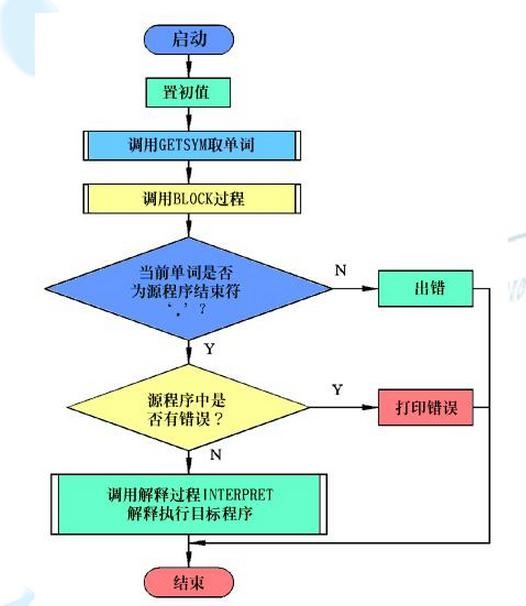 启动
置初值
调用GETSYM取单词
调用BLOCK过程
当前单词是否
为源程序结束符
‘.’?
N
出错
Y
源程序中是
否有错误?
Y
打印错误
N
调用解释过程INTERPRET
解释执行目标程序
结束